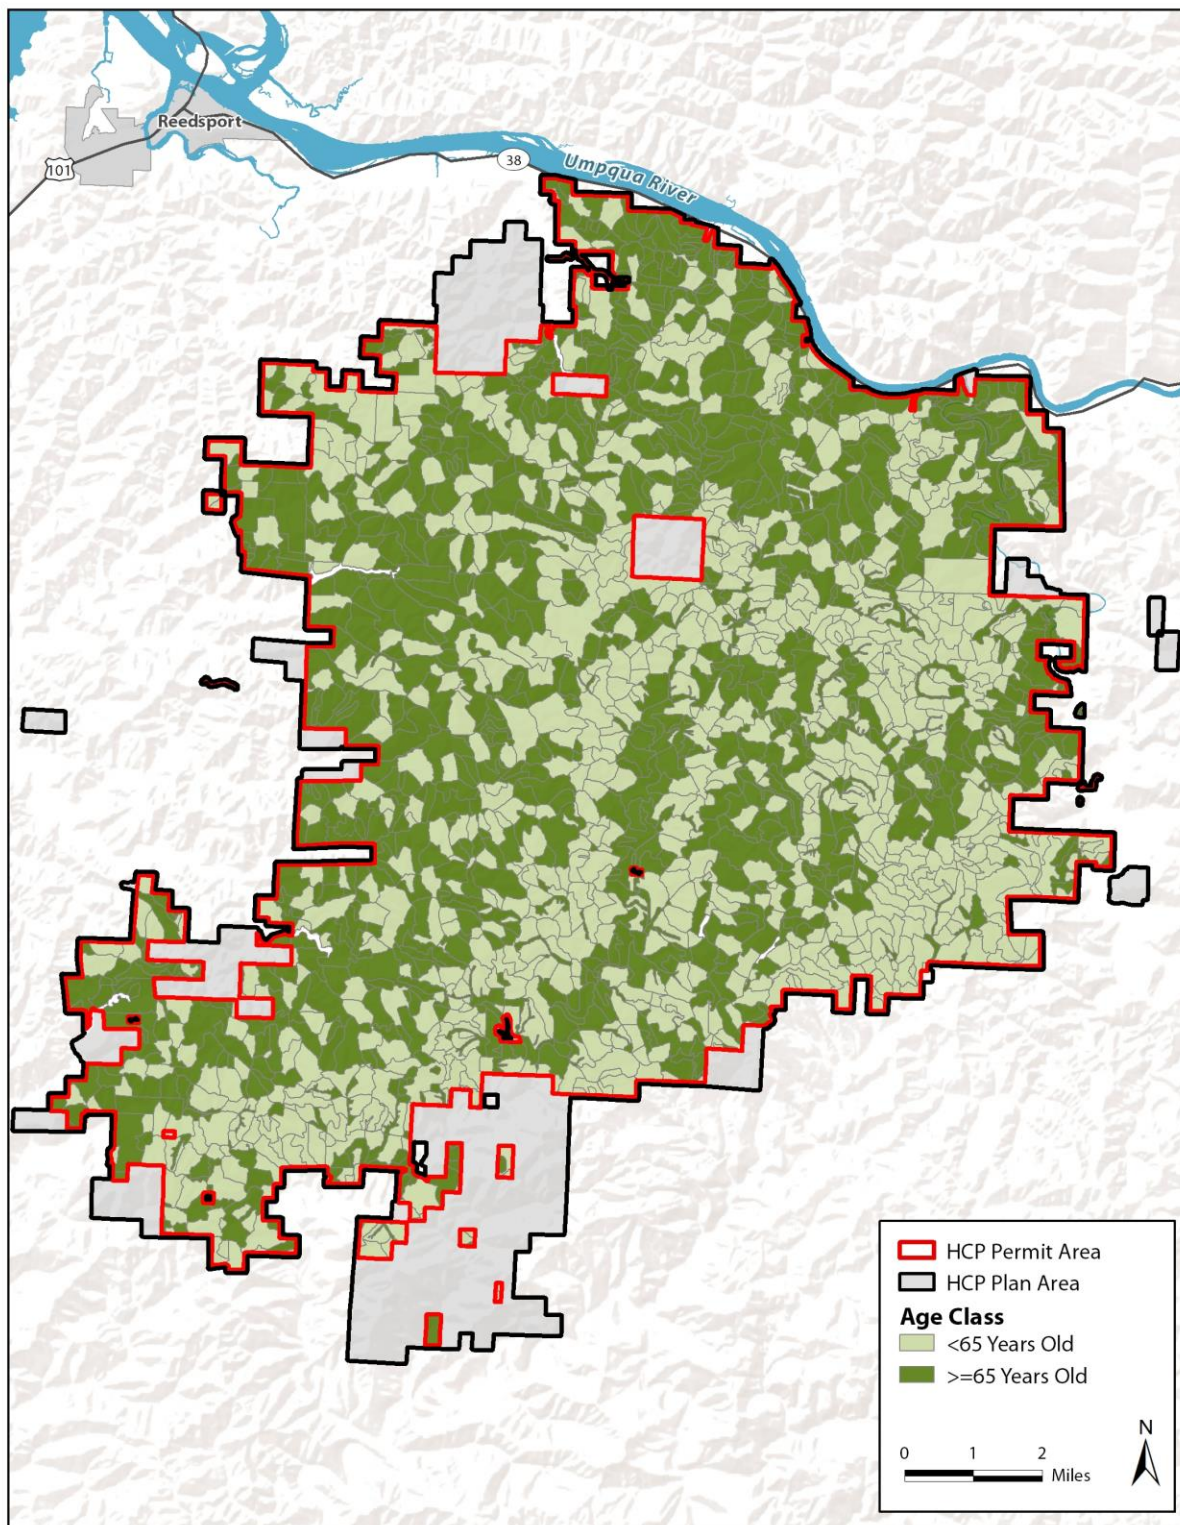 Reedsport
101
38
Umpqua River
HCP Permit Area
HCP Plan Area
Age Class
<65 Years Old
>=65 Years Old
N
0 1 2
Miles